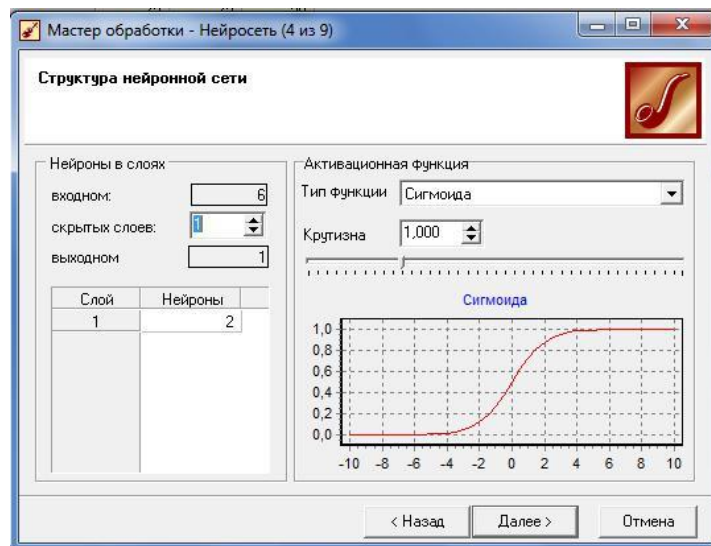 Мастер обработки - Нейросеть (4 из 9)
Структура нейронной сети
Нейроны в слоях
входном: 6
скрытых слоев: 1
выходном 1
Слой Нейроны
1 2
Активационная функция
Тип функции Сигмоида
Крутизна 1,000
Сигмоида
1,0
0,8
0,6
0,4
0,2
0,0
-10 -8 -6 -4 -2 0 2 4 6 8 10
< Назад Далее > Отмена